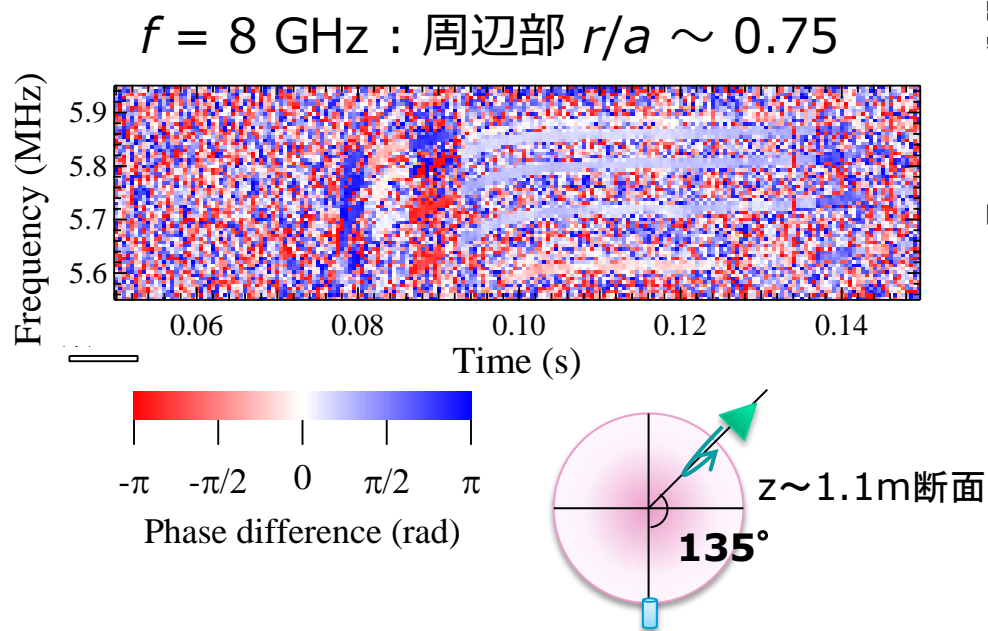 f = 8 GHz : 周辺部 r/a ～ 0.75
Frequency (MHz)
5.9
5.8
5.7
5.6
0.06 0.08 0.10 0.12 0.14
Time (s)
-π -π/2 0 π/2 π
Phase difference (rad)
z～1.1m断面
135°